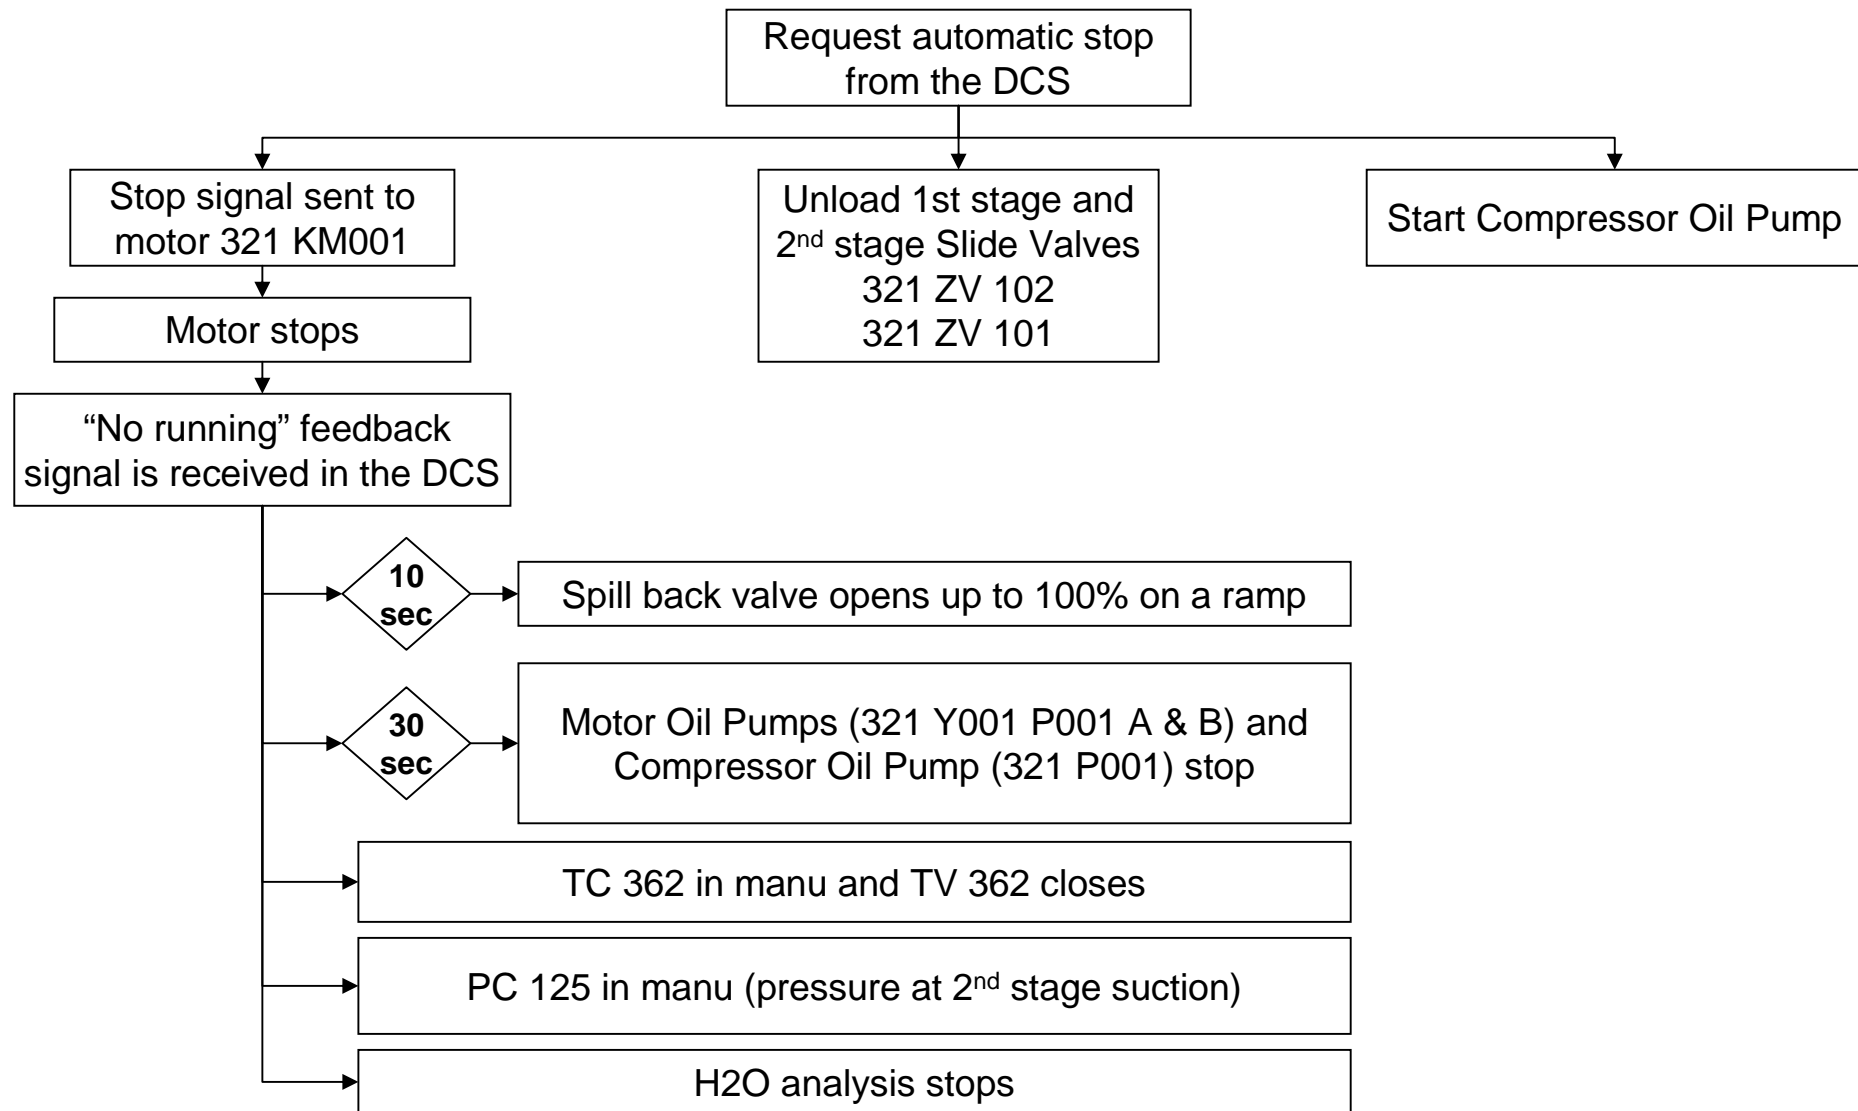 Request automatic stop
from the DCS
Stop signal sent to
motor 321 KM001
Unload 1st stage and
2nd stage Slide Valves
321 ZV 102
321 ZV 101
Start Compressor Oil Pump
Motor stops
“No running” feedback
signal is received in the DCS
10
sec
Spill back valve opens up to 100% on a ramp
30
sec
Motor Oil Pumps (321 Y001 P001 A & B) and
Compressor Oil Pump (321 P001) stop
TC 362 in manu and TV 362 closes
PC 125 in manu (pressure at 2nd stage suction)
H2O analysis stops